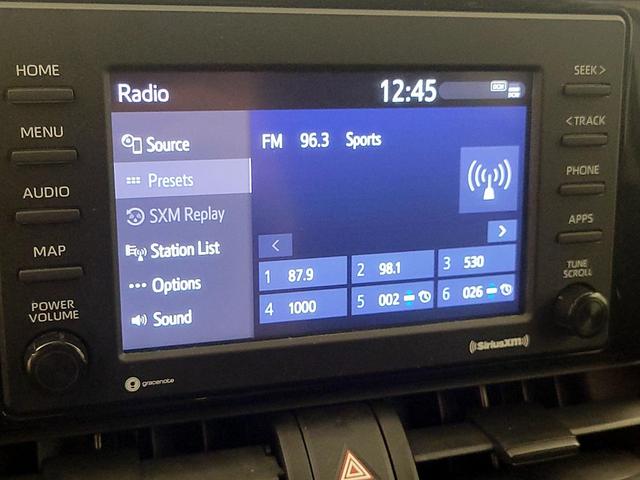 HOME
MENU
AUDIO
MAP
POWER
VOLUME
Radio
12:45
DCM
Source
Presets
SXM Replay
Station List
Options
Sound
FM 96.3 Sports
<
>
1 87.9
2 98.1
3 530
4 1000
5 002
6 026
SEEK >
< TRACK
PHONE
APPS
TUNE
SCROLL
gracenote
SiriusXM